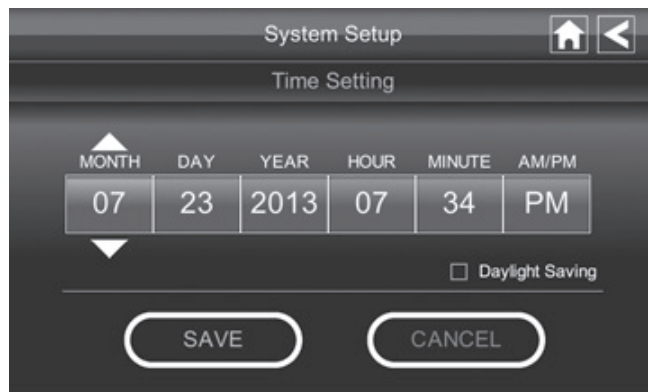 System Setup
Time Setting
MONTH DAY YEAR HOUR MINUTE AM/PM
07 23 2013 07 34 PM
Daylight Saving
SAVE CANCEL